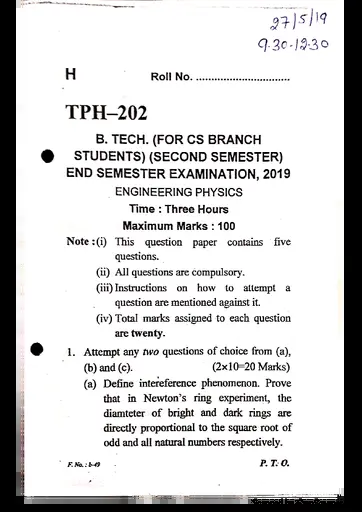 27/5/19
9.30-12.30
H Roll No. ..............................
TPH–202
B. TECH. (FOR CS BRANCH
STUDENTS) (SECOND SEMESTER)
END SEMESTER EXAMINATION, 2019
ENGINEERING PHYSICS
Time : Three Hours
Maximum Marks : 100
Note :(i) This question paper contains five
questions.
(ii) All questions are compulsory.
(iii) Instructions on how to attempt a
question are mentioned against it.
(iv) Total marks assigned to each question
are twenty.
1. Attempt any two questions of choice from (a),
(b) and (c). (2×10=20 Marks)
(a) Define intereference phenomenon. Prove
that in Newton's ring experiment, the
diamteter of bright and dark rings are
directly proportional to the square root of
odd and all natural numbers respectively.
F. No. : b-49 P. T. O.